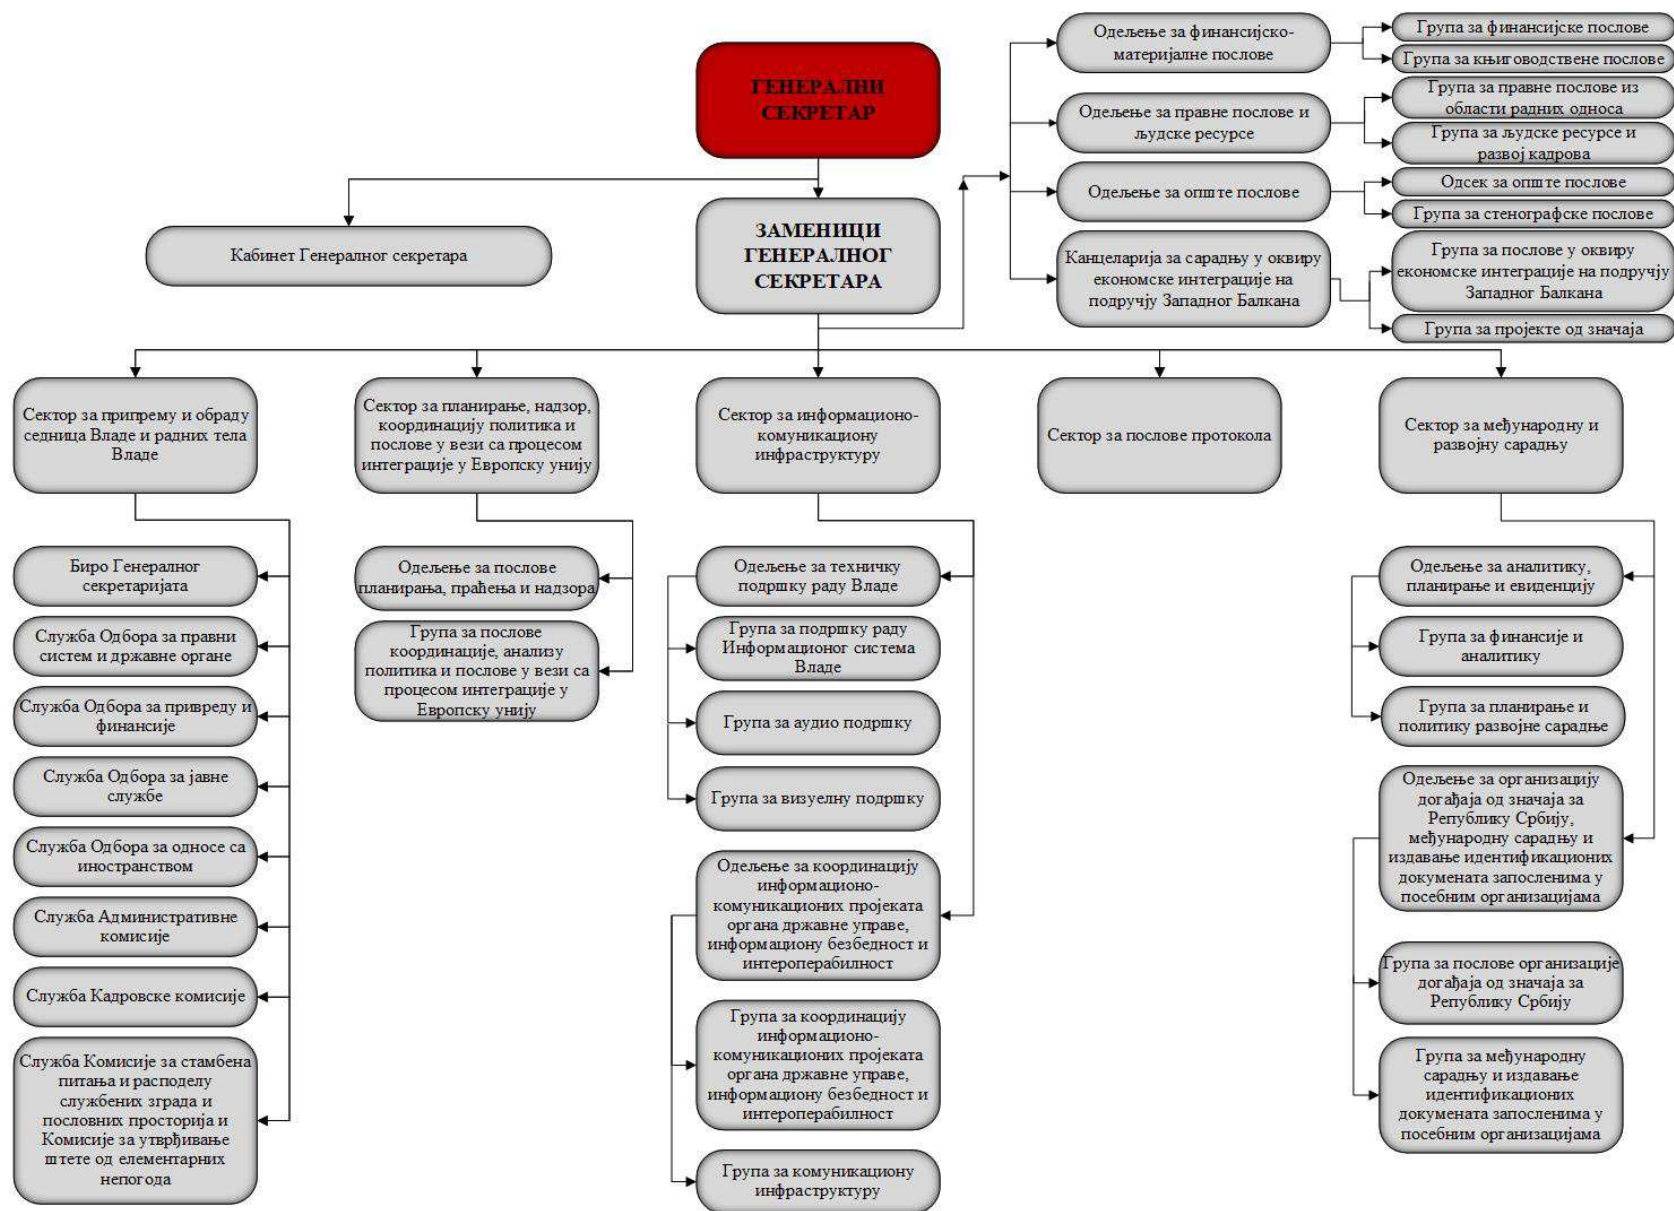 ГЕНЕРАЛНИ
СЕКРЕТАР
Кабинет Генералног секретара
ЗАМЕНИЦИ
ГЕНЕРАЛНОГ
СЕКРЕТАРА
Одељење за финансијско-
материјалне послове
Група за финансијске послове
Група за књиговодствене послове
Одељење за правне послове и
људске ресурсе
Група за правне послове из
области радних односа
Група за људске ресурсе и
развој кадрова
Одељење за опште послове
Одсек за опште послове
Група за стенографске послове
Канцеларија за сарадњу у оквиру
економске интеграције на
подручју Западног Балкана
Група за послове у оквиру
економске интеграције на подручју
Западног Балкана
Група за пројекте од значаја
Сектор за припрему и обраду
седница Владе и радних тела
Владе
Биро Генералног
секретаријата
Служба Одбора за правни
систем и државне органе
Служба Одбора за привреду и
финансије
Служба Одбора за јавне
службе
Служба Одбора за односе са
иностранством
Служба Административне
комисије
Служба Кадровске комисије
Служба Комисије за стамбена
питања и расподелу
службених зграда и
пословних просторија и
Комисије за утврђивање
штете од елементарних
непогода
Сектор за планирање, надзор,
координацију политика и
послове у вези са процесом
интеграције у Европску унију
Одељење за послове
планирања, праћења и надзора
Група за послове
координације, анализу
политика и послове у вези са
процесом интеграције у
Европску унију
Сектор за информационо-
комуникациону
инфраструктуру
Одељење за техничку
подршку раду Владе
Група за подршку раду
Информационог система
Владе
Група за аудио подршку
Група за визуелну подршку
Одељење за координацију
информационо-
комуникационих пројеката
органа државне управе,
информациону безбедност и
интероперабилност
Група за координацију
информационо-
комуникационих пројеката
органа државне управе,
информациону безбедност и
интероперабилност
Група за комуникациону
инфраструктуру
Сектор за послове протокола
Сектор за међународну и
развојну сарадњу
Одељење за аналитику,
планирање и евиденцију
Група за финансије и
аналитику
Група за планирање и
политику развојне сарадње
Одељење за организацију
догађаја од значаја за
Републику Србију,
међународну сарадњу и
издавање идентификационих
докумената запосленима у
посебним организацијама
Група за послове организације
догађаја од значаја за
Републику Србију
Група за међународну
сарадњу и издавање
идентификационих
докумената запосленима у
посебним организацијама